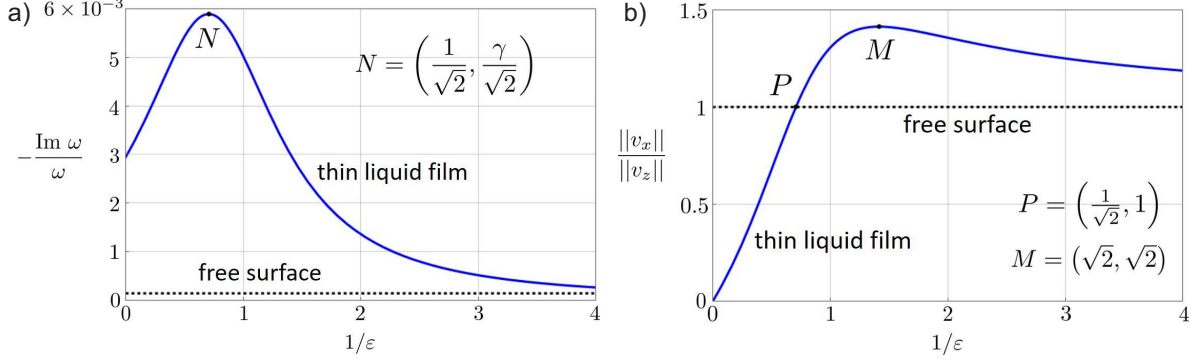 a)
6 × 10⁻³
5
4
3
2
1
0
− Im ω / ω
N
N = (1/√2, γ/√2)
thin liquid film
free surface
0 1 2 3 4
1/ε
b)
1.5
1
0.5
0
||v_x|| / ||v_z||
M
P
free surface
thin liquid film
P = (1/√2, 1)
M = (√2, √2)
0 1 2 3 4
1/ε